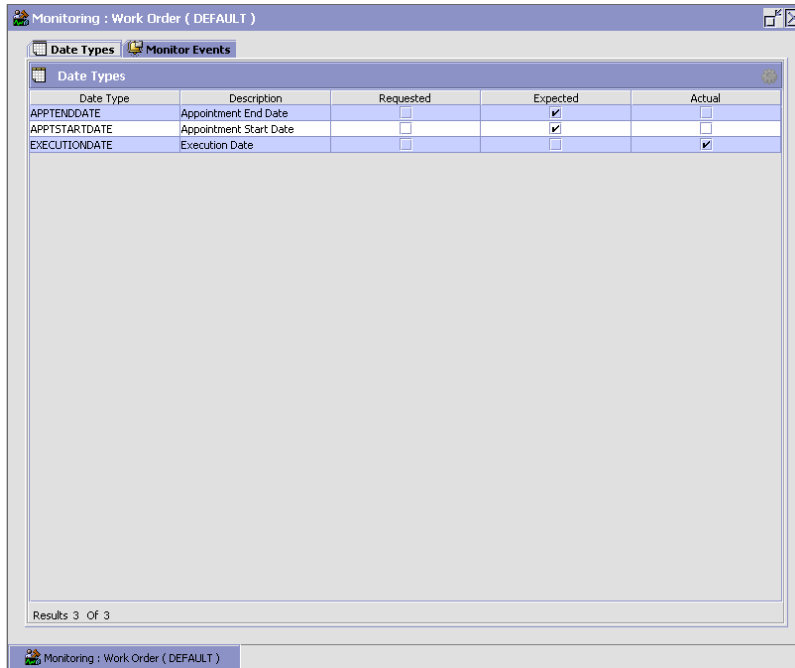 Monitoring : Work Order ( DEFAULT )
Date Types Monitor Events
Date Types
Date Type Description Requested Expected Actual
APPTENDDATE Appointment End Date
APPTSTARTDATE Appointment Start Date
EXECUTIONDATE Execution Date
Results 3 Of 3
Monitoring : Work Order ( DEFAULT )